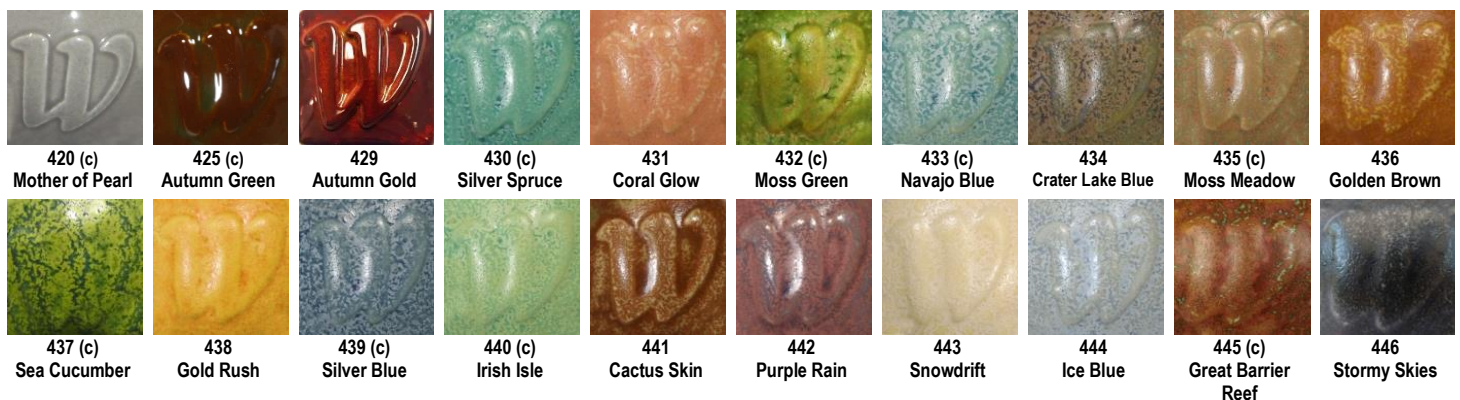 420 (c) 425 (c) 429 430 (c) 431 432 (c) 433 (c) 434 435 (c) 436
Mother of Pearl Autumn Green Autumn Gold Silver Spruce Coral Glow Moss Green Navajo Blue Crater Lake Blue Moss Meadow Golden Brown
437 (c) 438 439 (c) 440 (c) 441 442 443 444 445 (c) 446
Sea Cucumber Gold Rush Silver Blue Irish Isle Cactus Skin Purple Rain Snowdrift Ice Blue Great Barrier Stormy Skies
Reef